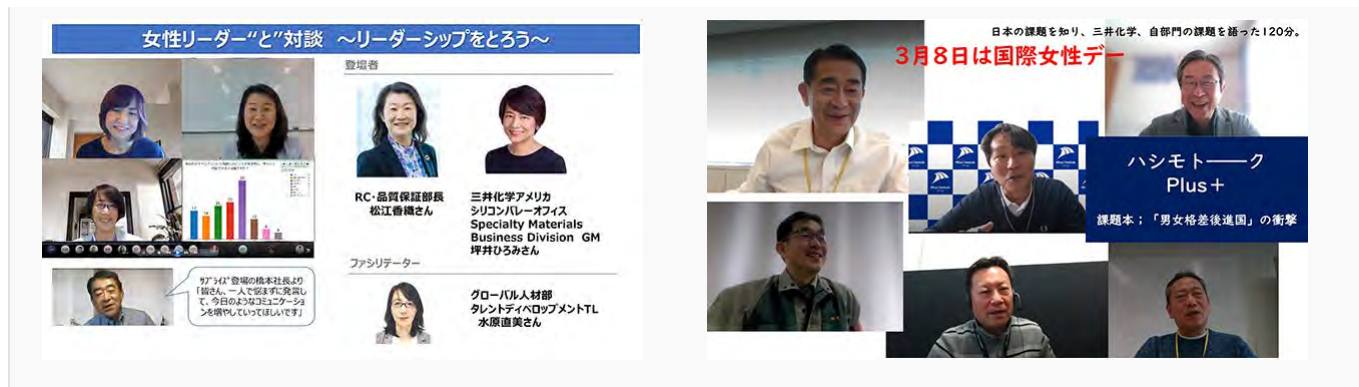 女性リーダー“と”対談 ～リーダーシップをとろう～
登壇者
RC・品質保証部長
松江香織さん
三井化学アメリカ
シリコンバレーオフィス
Specialty Materials
Business Division GM
坪井ひろみさん
ファシリテーター
グローバル人材部
タレントディベロップメントTL
水原直美さん
サプライズ登場の橋本社長より
「皆さん、一人で悩まずに発言し
て、今日のようなコミュニケーショ
ンを増やしていってほしいです」
日本の課題を知り、三井化学、自部門の課題を語った120分。
3月8日は国際女性デー
ハシモト――ク
Plus＋
課題本；「男女格差後進国」の衝撃